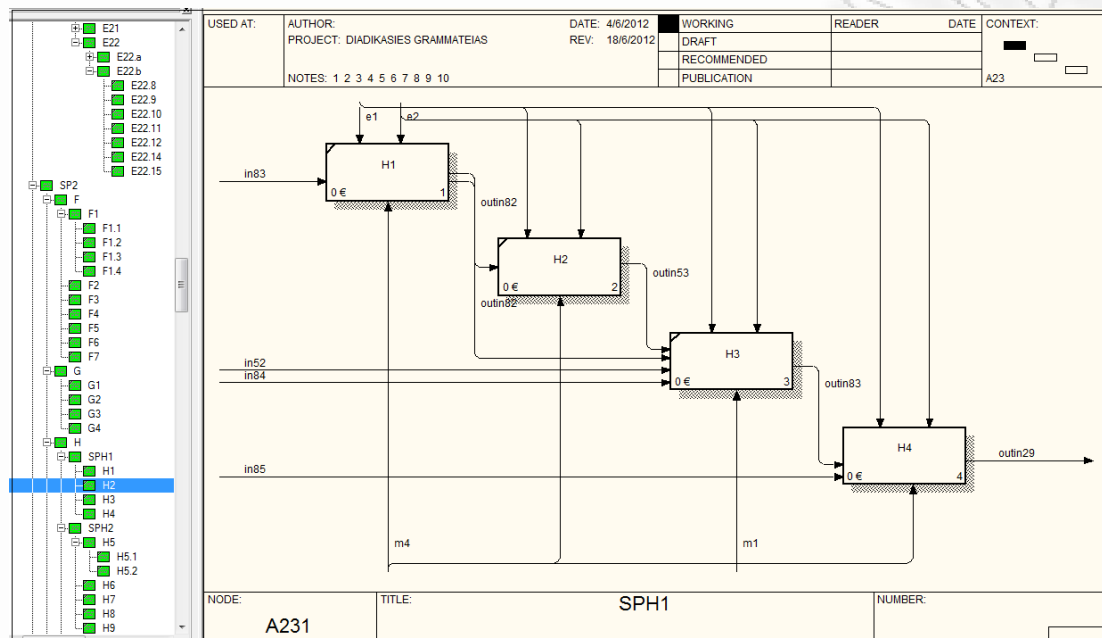 E21
E22
E22.a
E22.b
E22.8
E22.9
E22.10
E22.11
E22.12
E22.14
E22.15
SP2
F
F1
F1.1
F1.2
F1.3
F1.4
F2
F3
F4
F5
F6
F7
G
G1
G2
G3
G4
H
SPH1
H1
H2
H3
H4
SPH2
H5
H5.1
H5.2
H6
H7
H8
H9
USED AT:
AUTHOR:
DATE: 4/6/2012
PROJECT: DIADIKASIES GRAMMATEIAS
REV: 18/6/2012
NOTES: 1 2 3 4 5 6 7 8 9 10
WORKING
DRAFT
RECOMMENDED
PUBLICATION
READER
DATE
CONTEXT:
A23
e1
e2
H1
in83
0 €
1
outin82
H2
0 €
2
outin53
outin82
H3
in52
in84
0 €
3
outin83
H4
in85
0 €
4
outin29
m4
m1
NODE:
A231
TITLE:
SPH1
NUMBER: